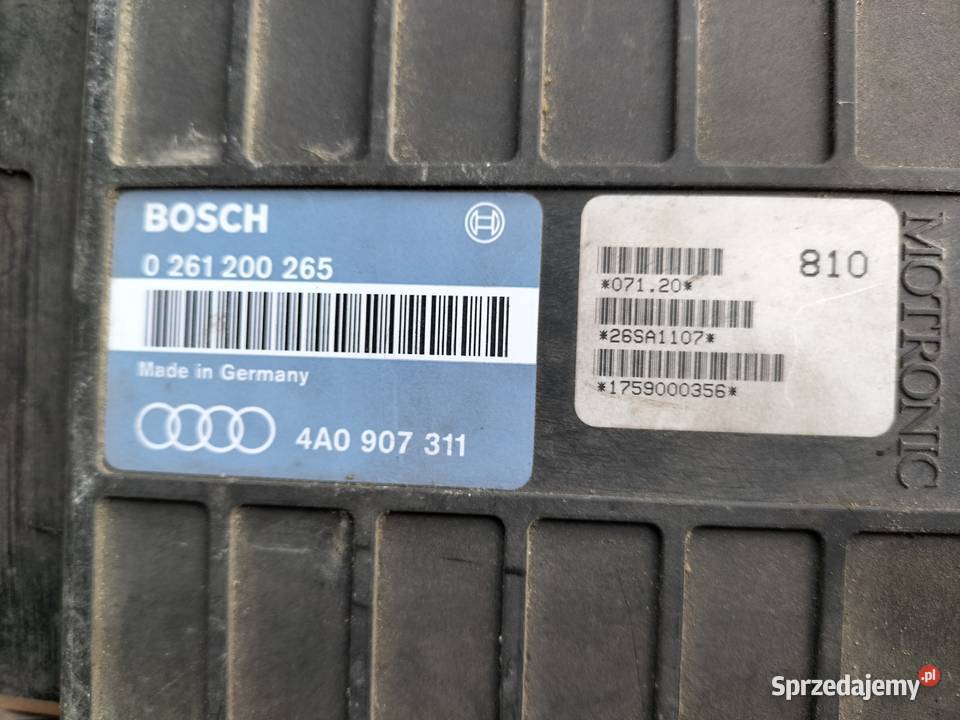 BOSCH
0 261 200 265
Made in Germany
4A0 907 311
810
*071.20*
*26SA1107*
*1759000356*
MOTRONIC
Sprzedajemy.pl